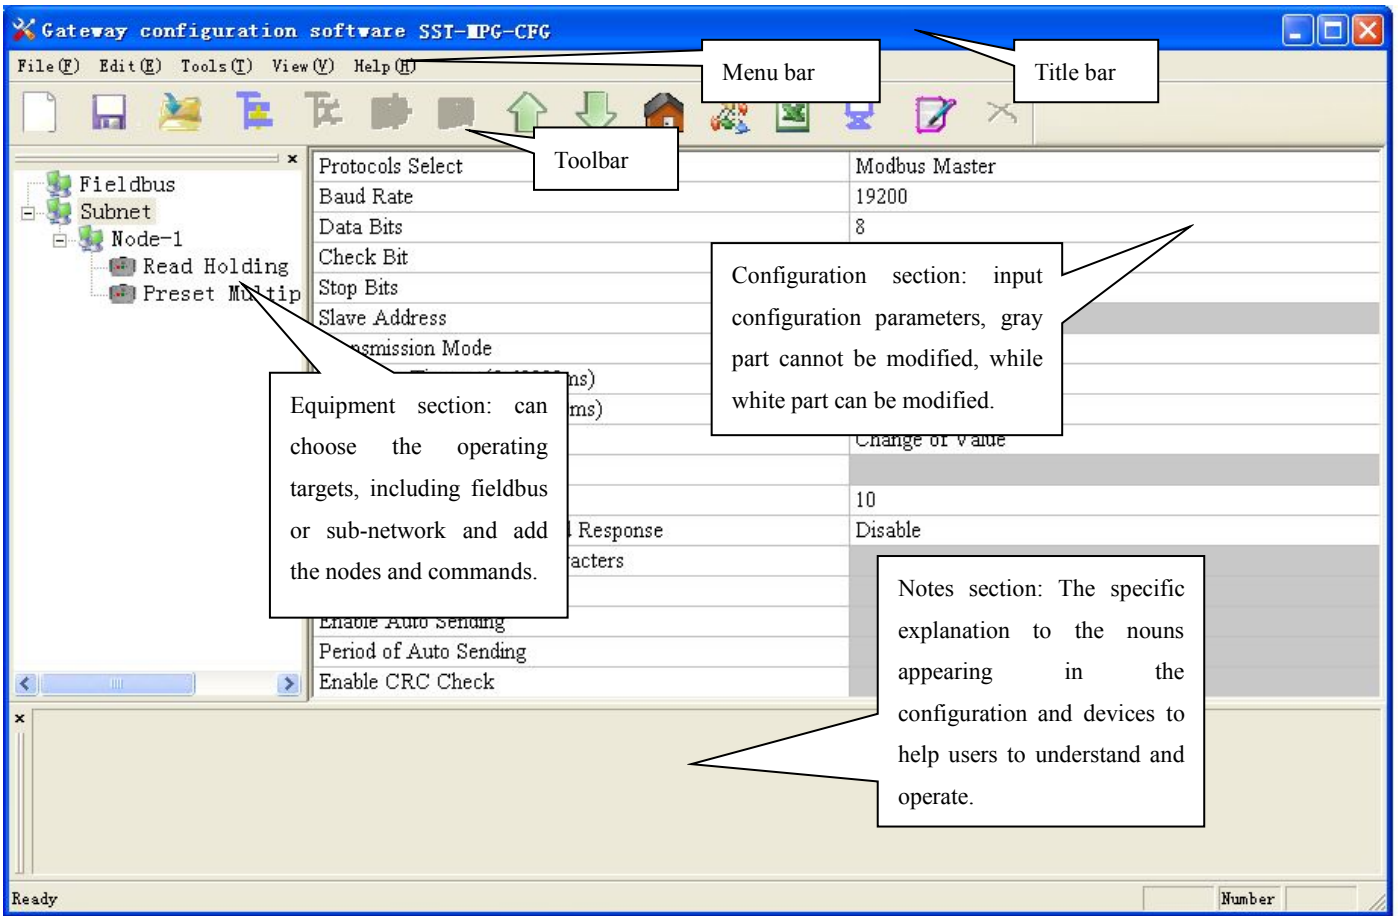 Gateway configuration software SST-MPG-CFG
File(F) Edit(E) Tools(T) View(V) Help(H)
Menu bar
Title bar
Toolbar
Fieldbus
Subnet
Node-1
Read Holding
Preset Multip
Protocols Select Modbus Master
Baud Rate 19200
Data Bits 8
Check Bit
Stop Bits
Slave Address
Mode
ms)
ms)
Change of Value
10
Response Disable
Enable Auto Sending
Period of Auto Sending
Enable CRC Check
Configuration section: input
configuration parameters, gray
part cannot be modified, while
white part can be modified.
Equipment section: can
choose the operating
targets, including fieldbus
or sub-network and add
the nodes and commands.
Notes section: The specific
explanation to the nouns
appearing in the
configuration and devices to
help users to understand and
operate.
Ready
Number